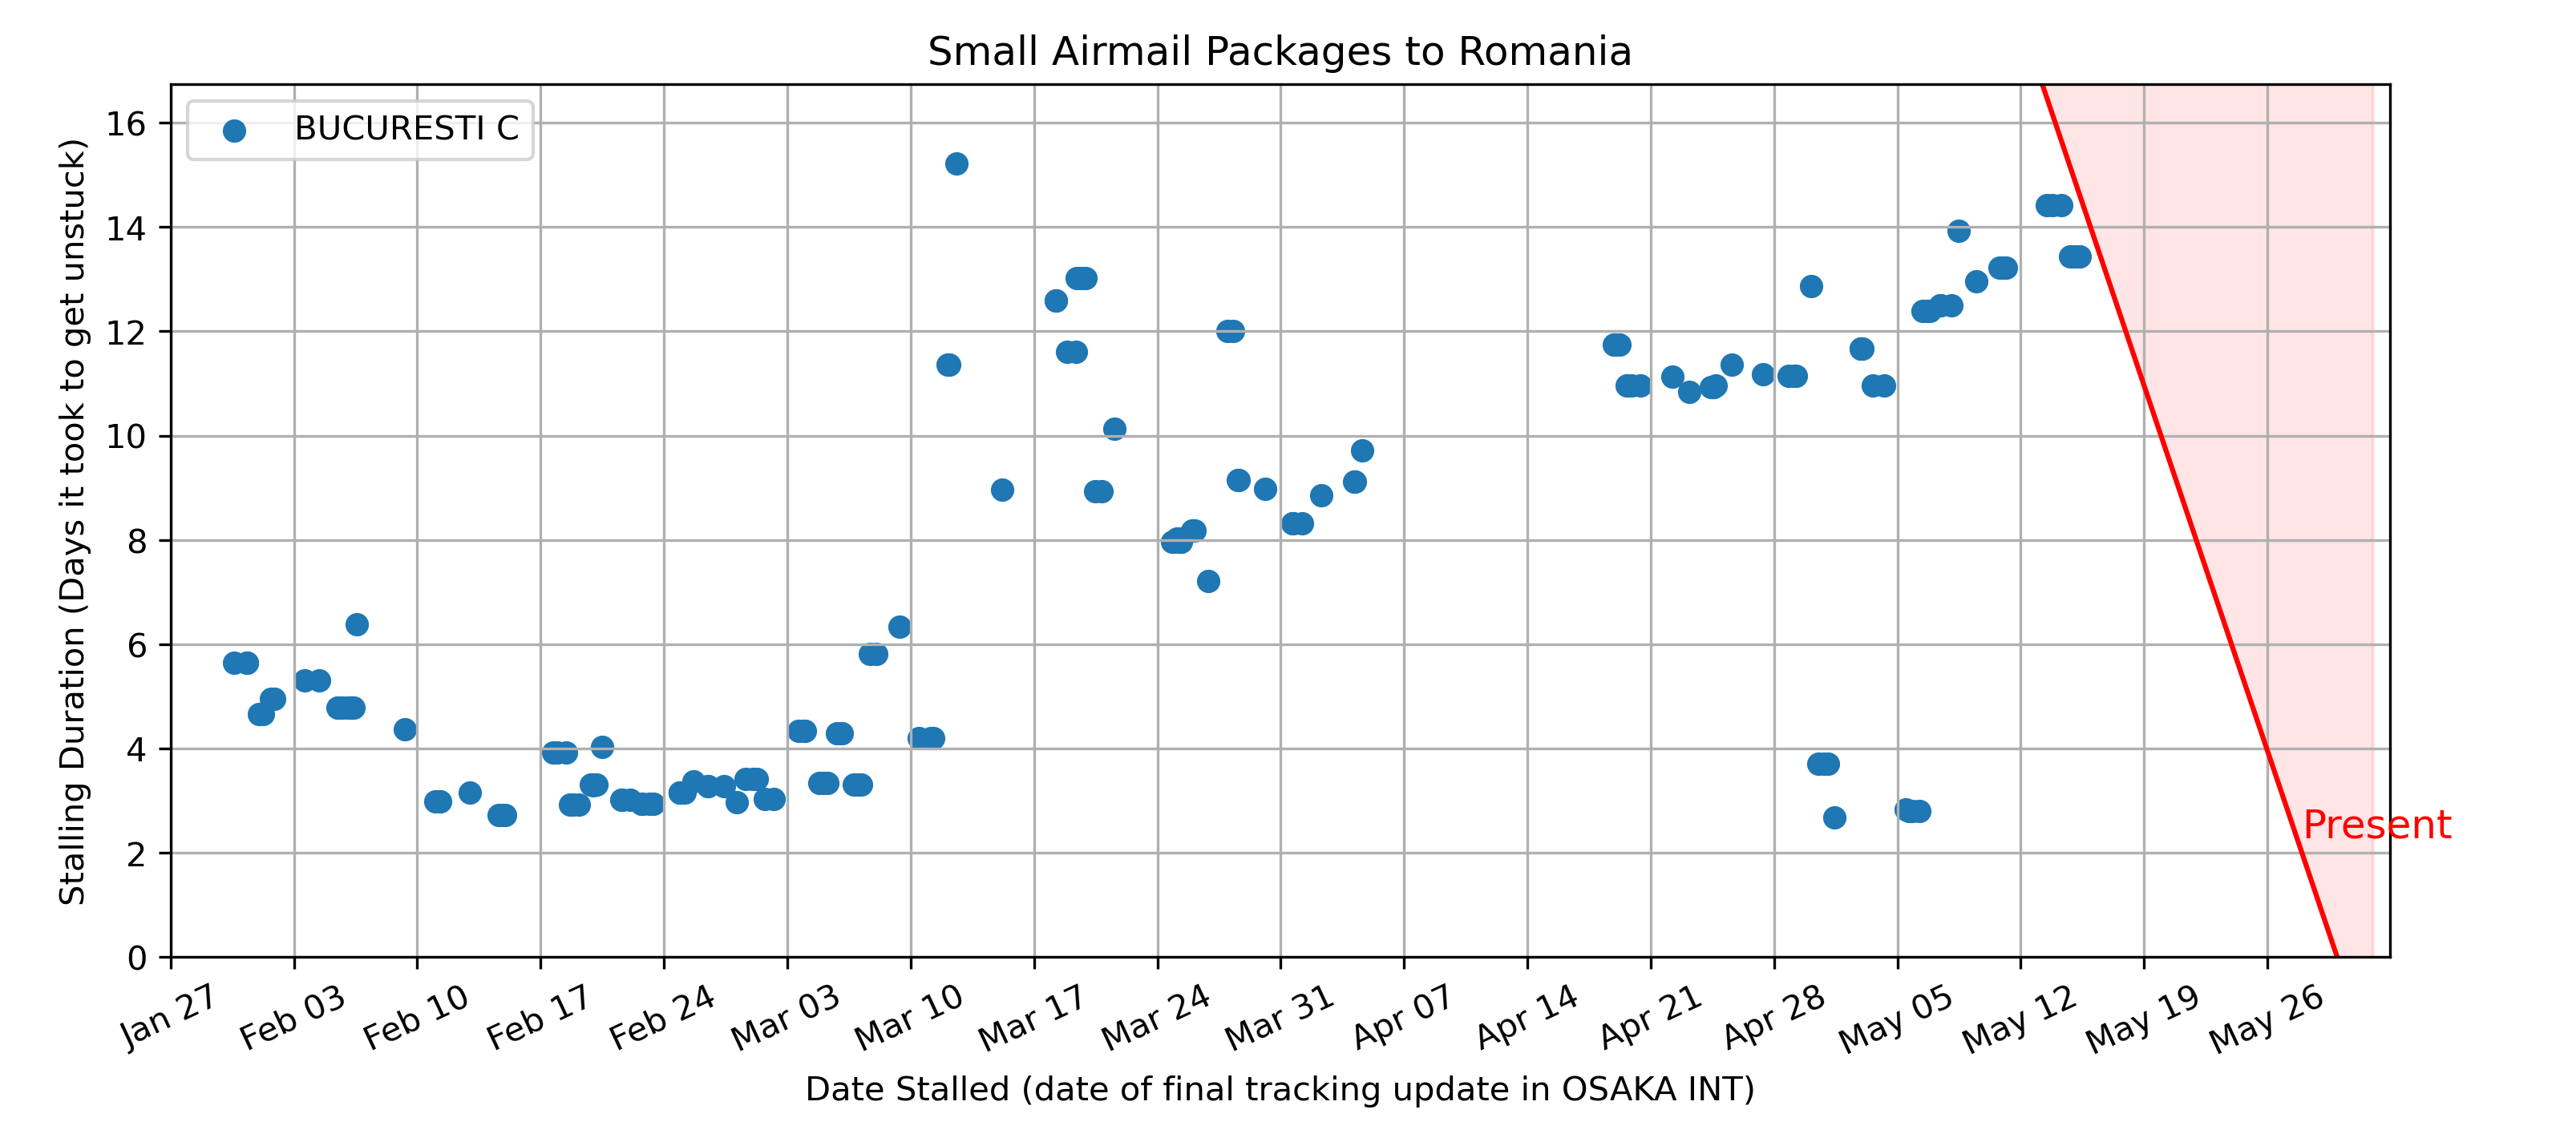 Small Airmail Packages to Romania
BUCURESTI C
Stalling Duration (Days it took to get unstuck)
16
14
12
10
8
6
4
2
0
Present
Jan 27
Feb 03
Feb 10
Feb 17
Feb 24
Mar 03
Mar 10
Mar 17
Mar 24
Mar 31
Apr 07
Apr 14
Apr 21
Apr 28
May 05
May 12
May 19
May 26
Date Stalled (date of final tracking update in OSAKA INT)